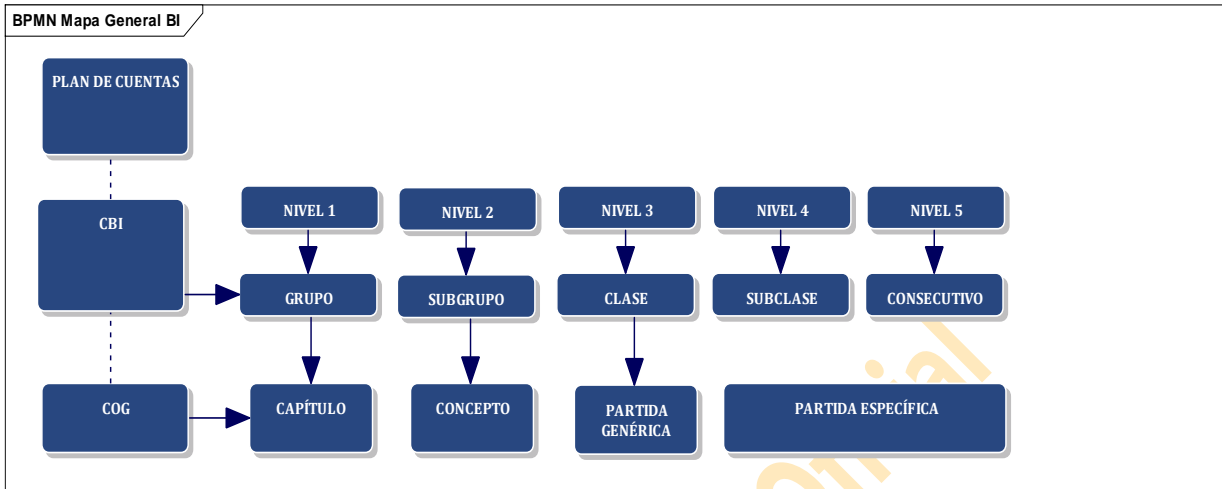 BPMN Mapa General BI
PLAN DE CUENTAS
CBI
NIVEL 1
NIVEL 2
NIVEL 3
NIVEL 4
NIVEL 5
GRUPO
SUBGRUPO
CLASE
SUBCLASE
CONSECUTIVO
COG
CAPÍTULO
CONCEPTO
PARTIDA
GENÉRICA
PARTIDA ESPECÍFICA